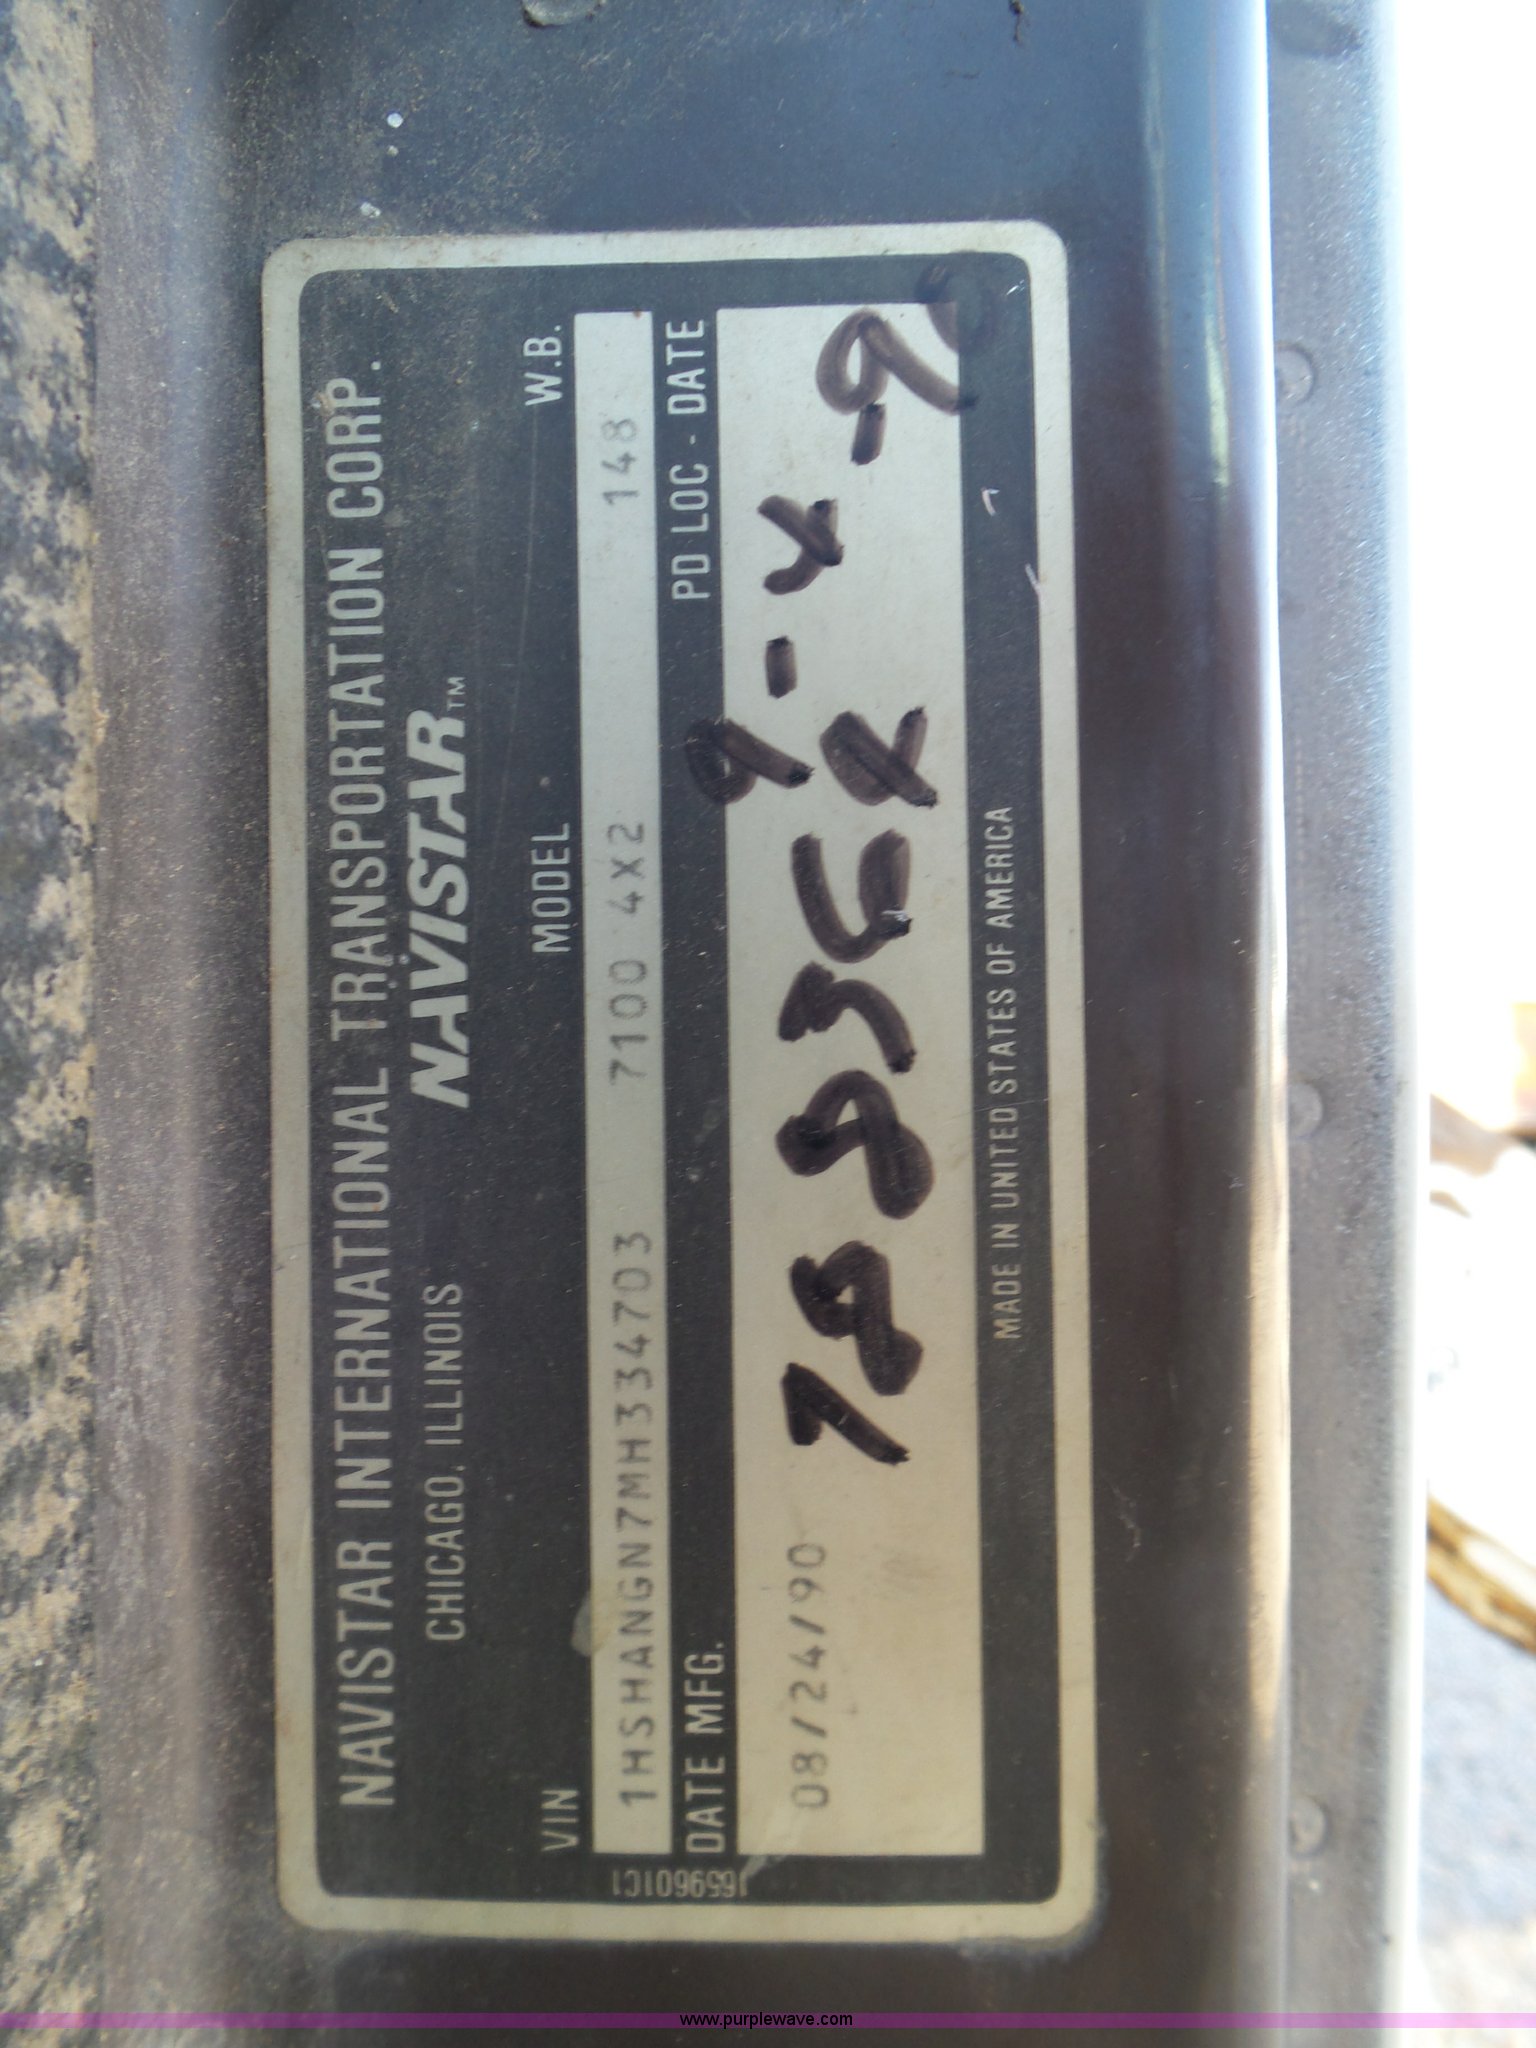 NAVISTAR INTERNATIONAL TRANSPORTATION CORP.
CHICAGO, ILLINOIS NAVISTAR™
VIN MODEL W.B.
1HSHANGN7MH334703 7100 4X2 148
DATE MFG. PD LOC - DATE
08/24/90
MADE IN UNITED STATES OF AMERICA
1659601C1
www.purplewave.com